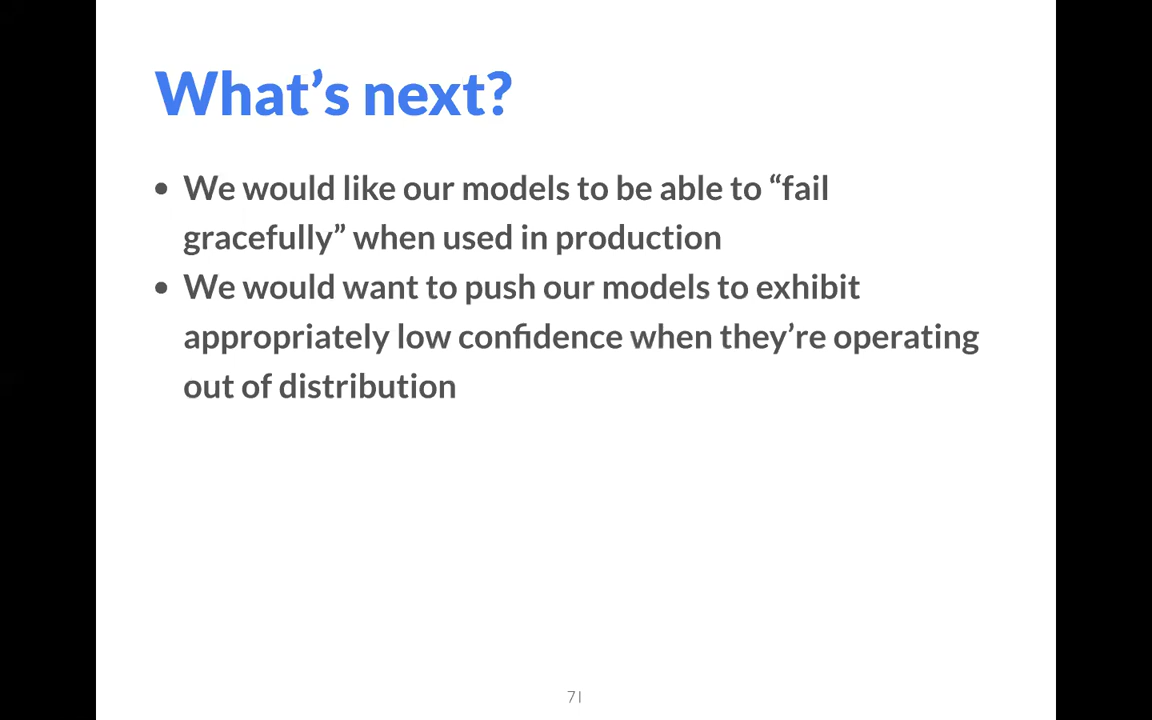 What’s next?
• We would like our models to be able to “fail
gracefully” when used in production
• We would want to push our models to exhibit
appropriately low confidence when they’re operating
out of distribution
71